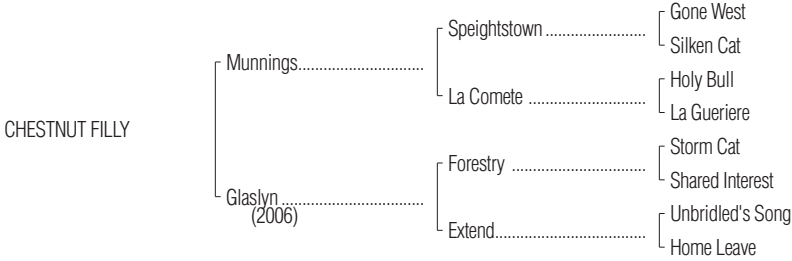 Gone West
Speightstown ..........................
Silken Cat
Munnings................................
Holy Bull
La Comete ..............................
La Gueriere
CHESTNUT FILLY
Storm Cat
Forestry ..................................
Shared Interest
Glaslyn ....................................
(2006)
Unbridled's Song
Extend......................................
Home Leave